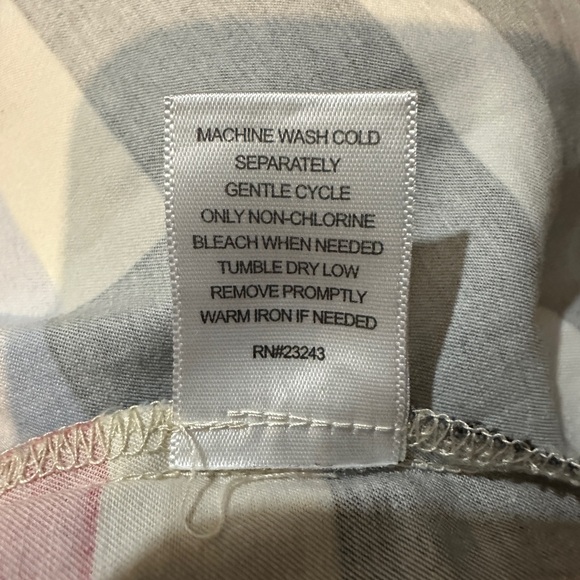 MACHINE WASH COLD
SEPARATELY
GENTLE CYCLE
ONLY NON-CHLORINE
BLEACH WHEN NEEDED
TUMBLE DRY LOW
REMOVE PROMPTLY
WARM IRON IF NEEDED
RN#23243